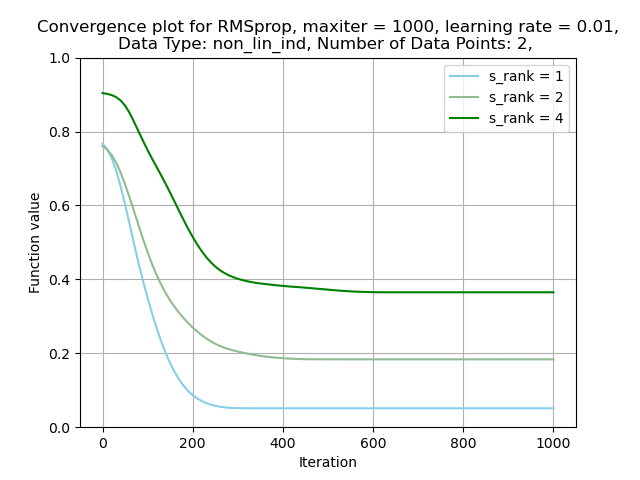 Convergence plot for RMSprop, maxiter = 1000, learning rate = 0.01,
Data Type: non_lin_ind, Number of Data Points: 2,
1.0
0.8
0.6
0.4
0.2
0.0
Function value
s_rank = 1
s_rank = 2
s_rank = 4
0 200 400 600 800 1000
Iteration